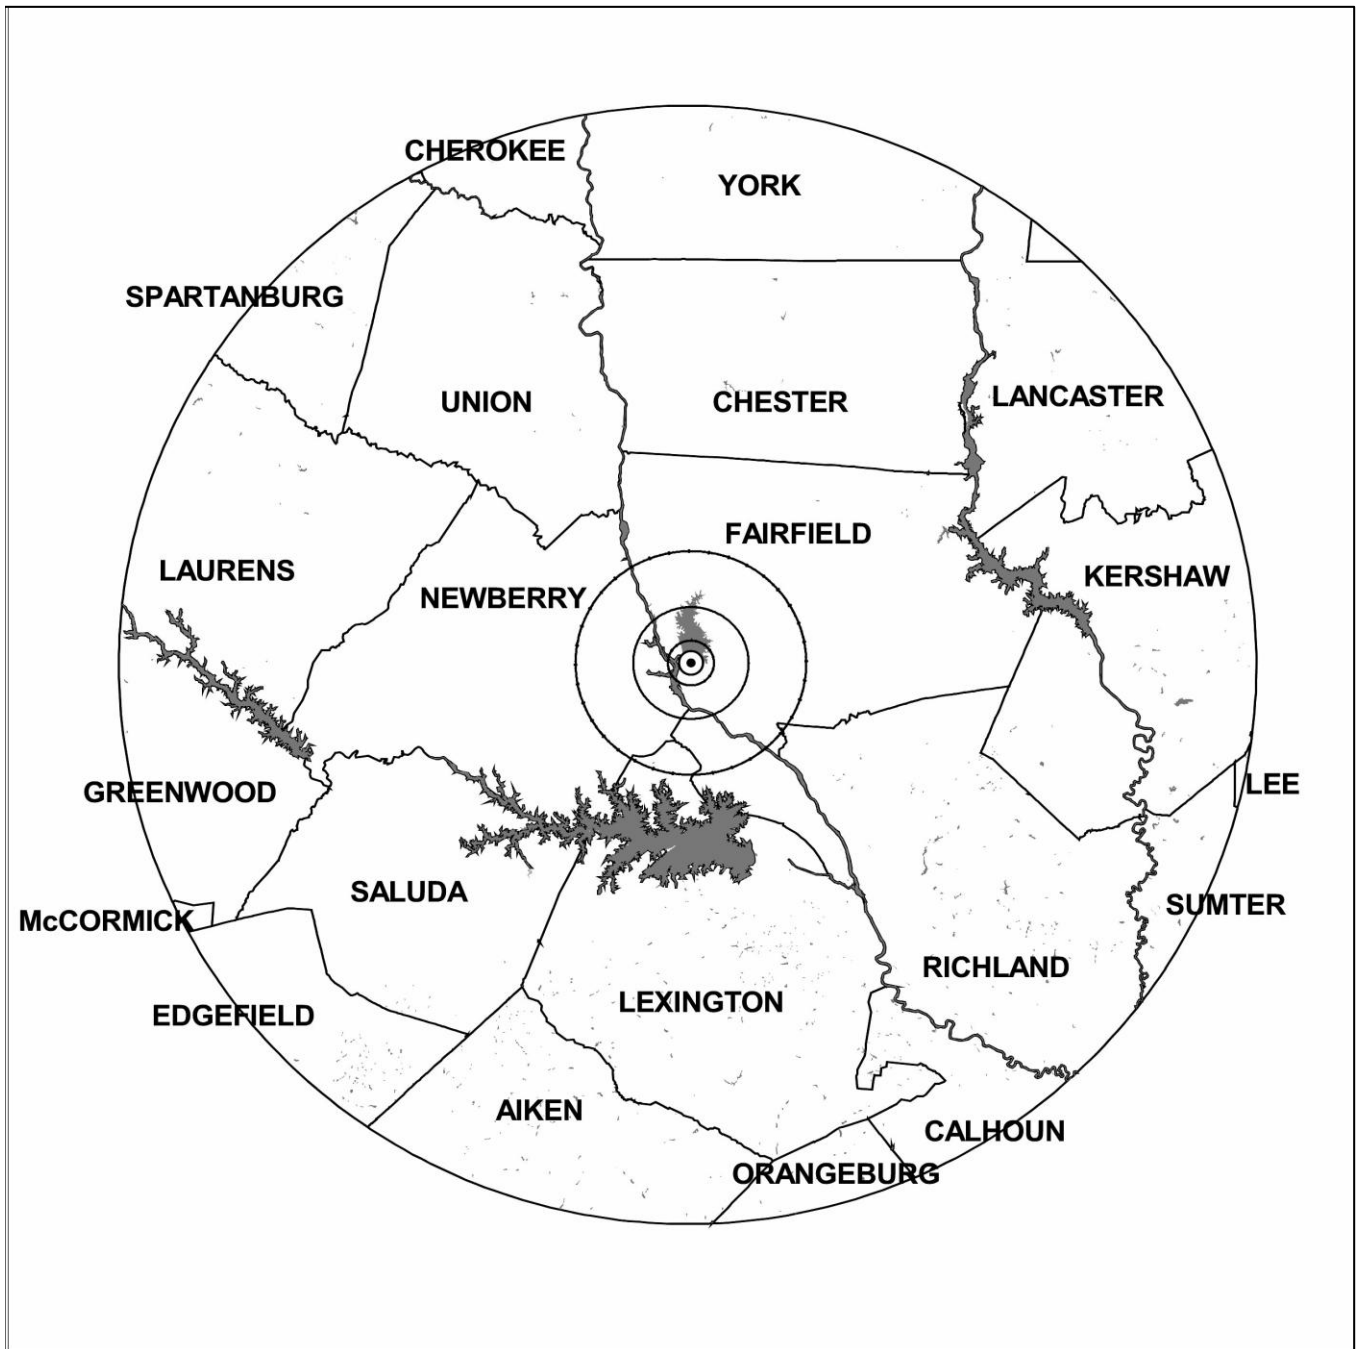 CHEROKEE
YORK
SPARTANBURG
UNION
CHESTER
LANCASTER
FAIRFIELD
LAURENS
NEWBERRY
KERSHAW
GREENWOOD
LEE
SALUDA
McCORMICK
SUMTER
RICHLAND
EDGEFIELD
LEXINGTON
AIKEN
CALHOUN
ORANGEBURG